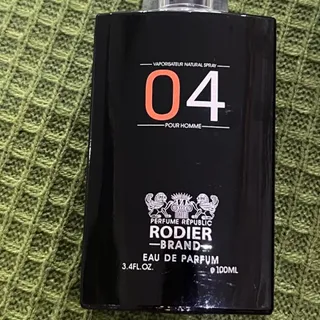 VAPORISATEUR NATURAL SPRAY
04
POUR HOMME
PERFUME REPUBLIC
RODIER
BRAND
EAU DE PARFUM
3.4FL.OZ. ℮100ML